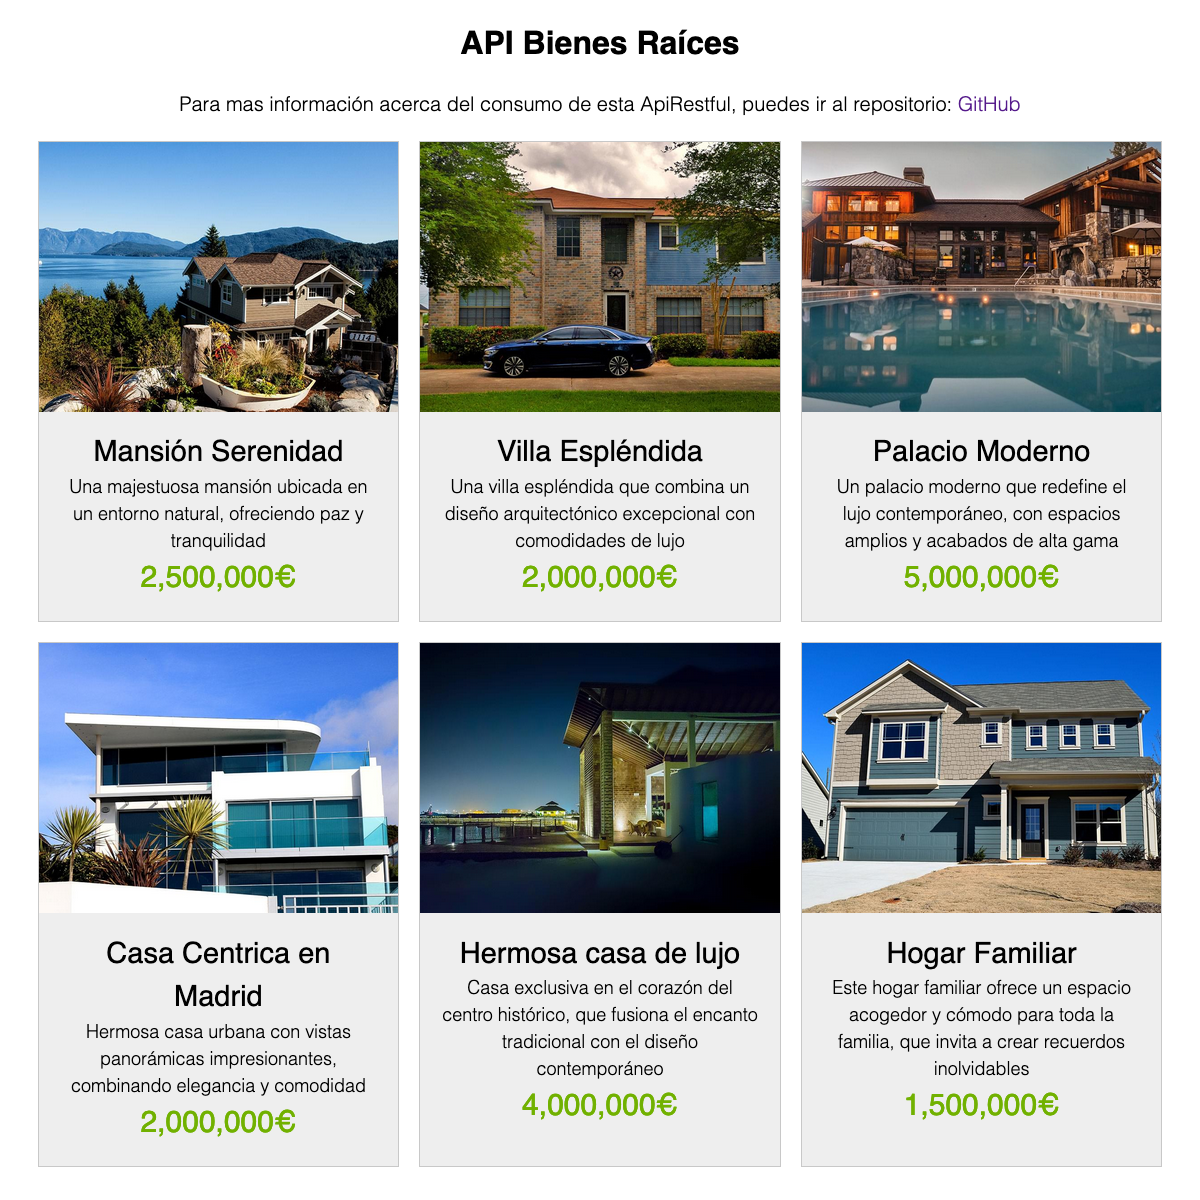 API Bienes Raíces
Para mas información acerca del consumo de esta ApiRestful, puedes ir al repositorio: GitHub
1114
Mansión Serenidad
Una majestuosa mansión ubicada en
un entorno natural, ofreciendo paz y
tranquilidad
2,500,000€
Villa Espléndida
Una villa espléndida que combina un
diseño arquitectónico excepcional con
comodidades de lujo
2,000,000€
Palacio Moderno
Un palacio moderno que redefine el
lujo contemporáneo, con espacios
amplios y acabados de alta gama
5,000,000€
Casa Centrica en
Madrid
Hermosa casa urbana con vistas
panorámicas impresionantes,
combinando elegancia y comodidad
2,000,000€
Hermosa casa de lujo
Casa exclusiva en el corazón del
centro histórico, que fusiona el encanto
tradicional con el diseño
contemporáneo
4,000,000€
Hogar Familiar
Este hogar familiar ofrece un espacio
acogedor y cómodo para toda la
familia, que invita a crear recuerdos
inolvidables
1,500,000€